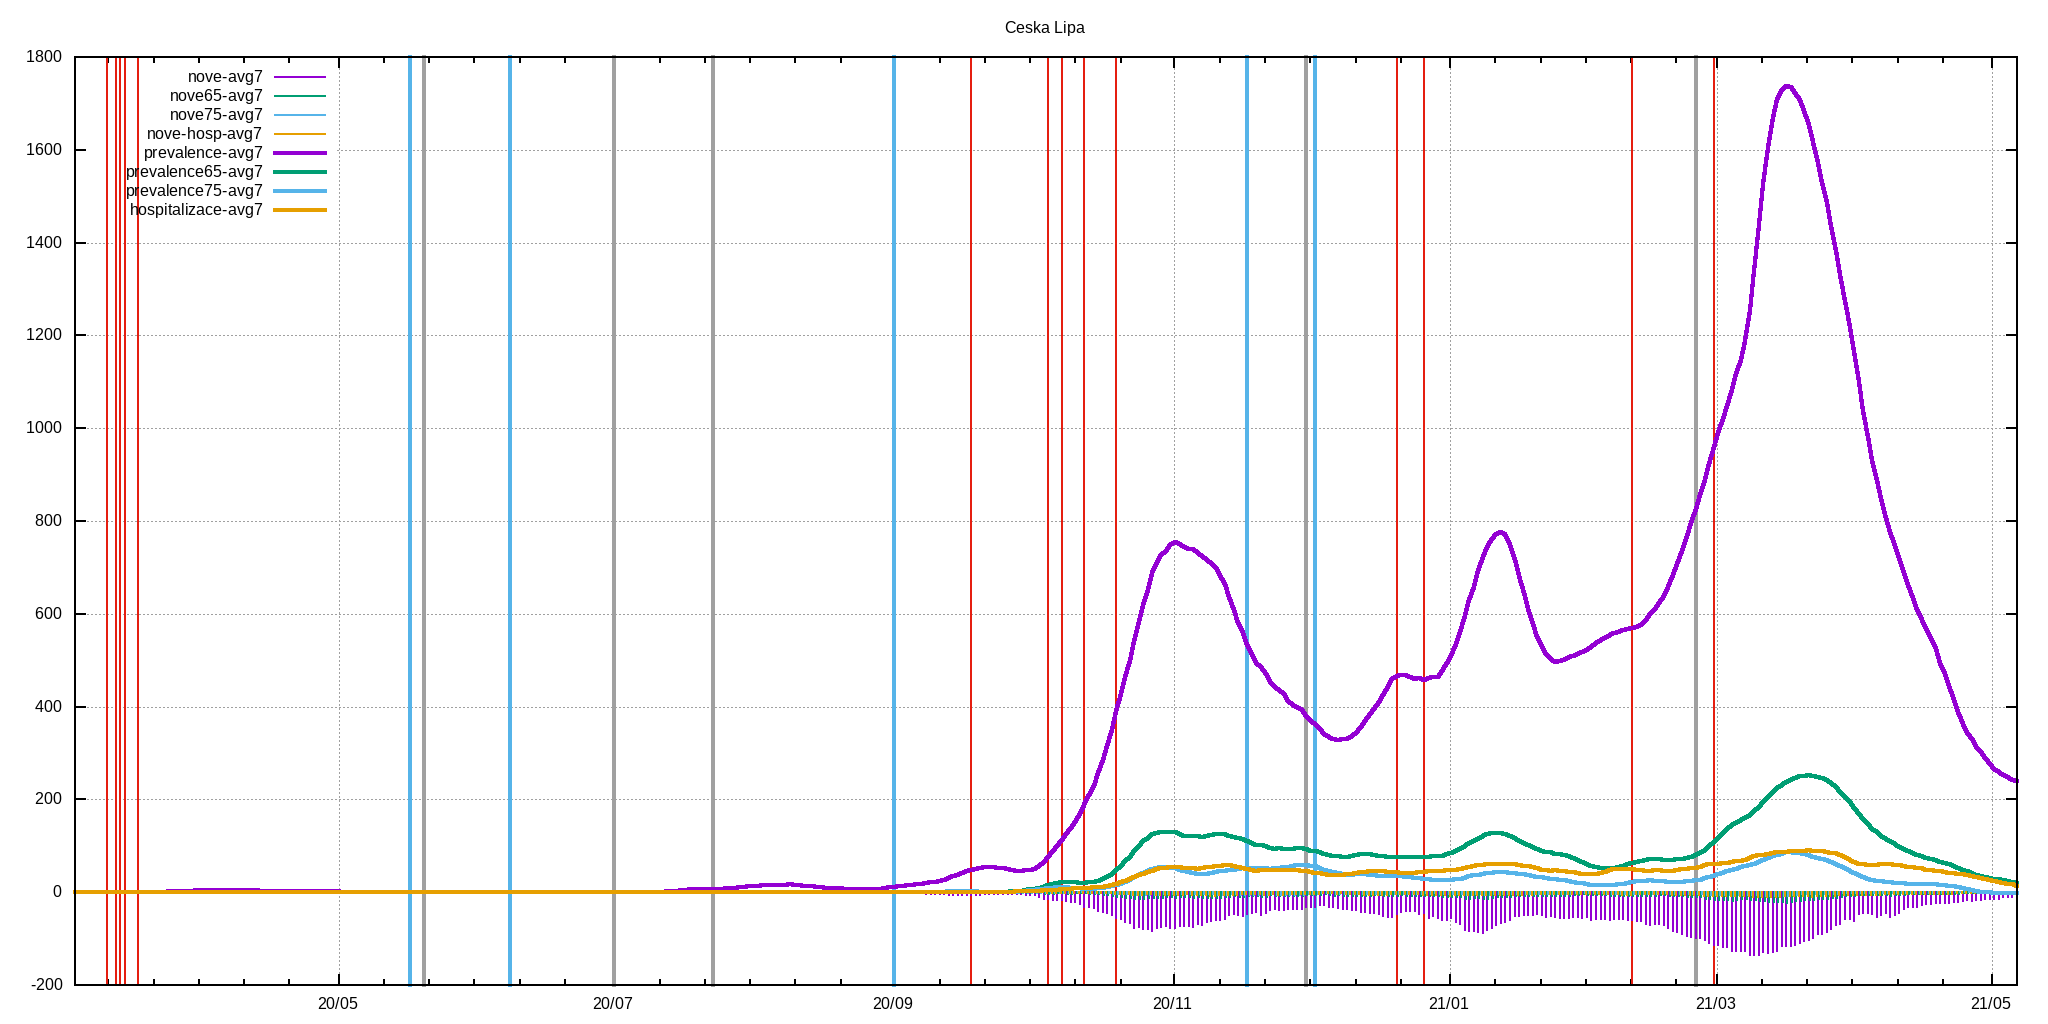 Ceska Lipa
1800
1600
1400
1200
1000
800
600
400
200
0
-200
nove-avg7
nove65-avg7
nove75-avg7
nove-hosp-avg7
prevalence-avg7
prevalence65-avg7
prevalence75-avg7
hospitalizace-avg7
20/05 20/07 20/09 20/11 21/01 21/03 21/05